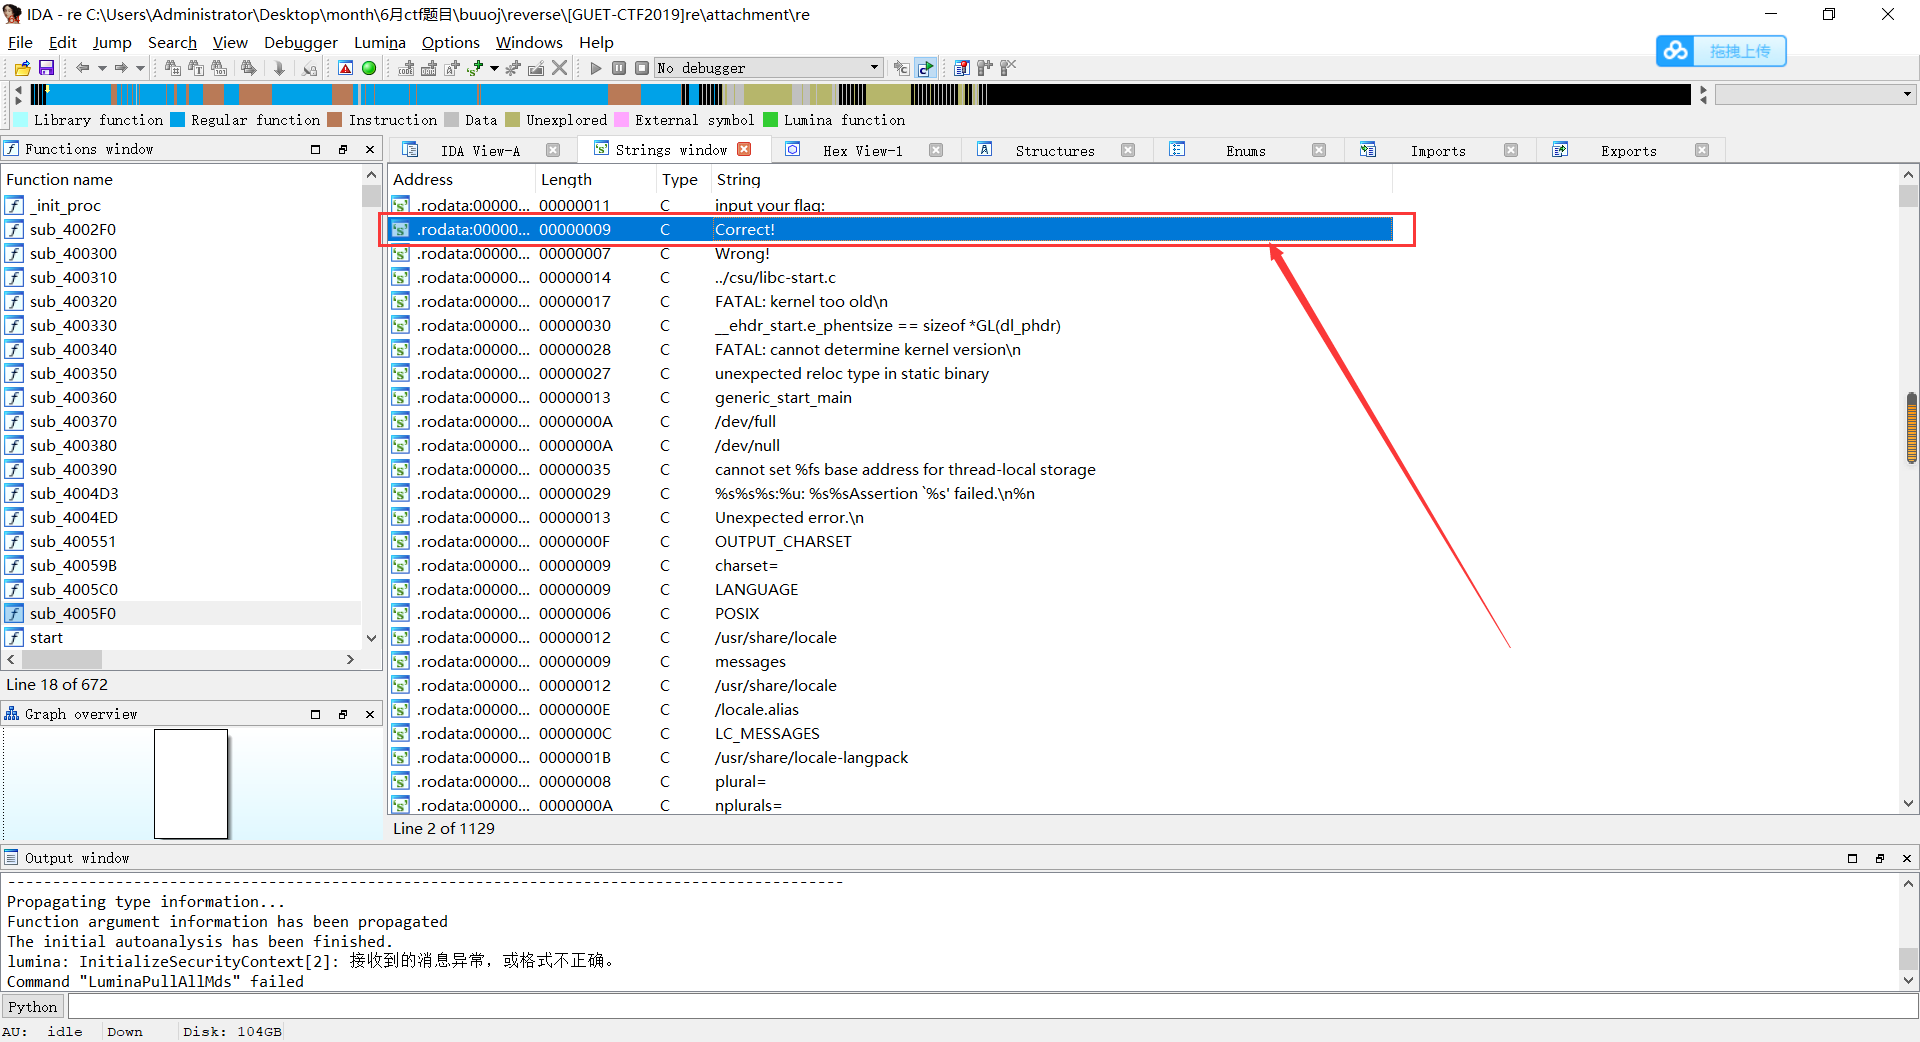 IDA - re C:\Users\Administrator\Desktop\month\6月ctf题目\buuoj\reverse\[GUET-CTF2019]re\attachment\re
File Edit Jump Search View Debugger Lumina Options Windows Help
拖拽上传
No debugger
Library function Regular function Instruction Data Unexplored External symbol Lumina function
Functions window
IDA View-A Strings window Hex View-1 Structures Enums Imports Exports
Function name
_init_proc
sub_4002F0
sub_400300
sub_400310
sub_400320
sub_400330
sub_400340
sub_400350
sub_400360
sub_400370
sub_400380
sub_400390
sub_4004D3
sub_4004ED
sub_400551
sub_40059B
sub_4005C0
sub_4005F0
start
Line 18 of 672
Graph overview
Address Length Type String
.rodata:00000... 00000011 C input your flag:
.rodata:00000... 00000009 C Correct!
.rodata:00000... 00000007 C Wrong!
.rodata:00000... 00000014 C ../csu/libc-start.c
.rodata:00000... 00000017 C FATAL: kernel too old\n
.rodata:00000... 00000030 C __ehdr_start.e_phentsize == sizeof *GL(dl_phdr)
.rodata:00000... 00000028 C FATAL: cannot determine kernel version\n
.rodata:00000... 00000027 C unexpected reloc type in static binary
.rodata:00000... 00000013 C generic_start_main
.rodata:00000... 0000000A C /dev/full
.rodata:00000... 0000000A C /dev/null
.rodata:00000... 00000035 C cannot set %fs base address for thread-local storage
.rodata:00000... 00000029 C %s%s%s:%u: %s%sAssertion `%s' failed.\n%n
.rodata:00000... 00000013 C Unexpected error.\n
.rodata:00000... 0000000F C OUTPUT_CHARSET
.rodata:00000... 00000009 C charset=
.rodata:00000... 00000009 C LANGUAGE
.rodata:00000... 00000006 C POSIX
.rodata:00000... 00000012 C /usr/share/locale
.rodata:00000... 00000009 C messages
.rodata:00000... 00000012 C /usr/share/locale
.rodata:00000... 0000000E C /locale.alias
.rodata:00000... 0000000C C LC_MESSAGES
.rodata:00000... 0000001B C /usr/share/locale-langpack
.rodata:00000... 00000008 C plural=
.rodata:00000... 0000000A C nplurals=
Line 2 of 1129
Output window
Propagating type information...
Function argument information has been propagated
The initial autoanalysis has been finished.
lumina: InitializeSecurityContext[2]: 接收到的消息异常，或格式不正确。
Command "LuminaPullAllMds" failed
Python
AU: idle Down Disk: 104GB